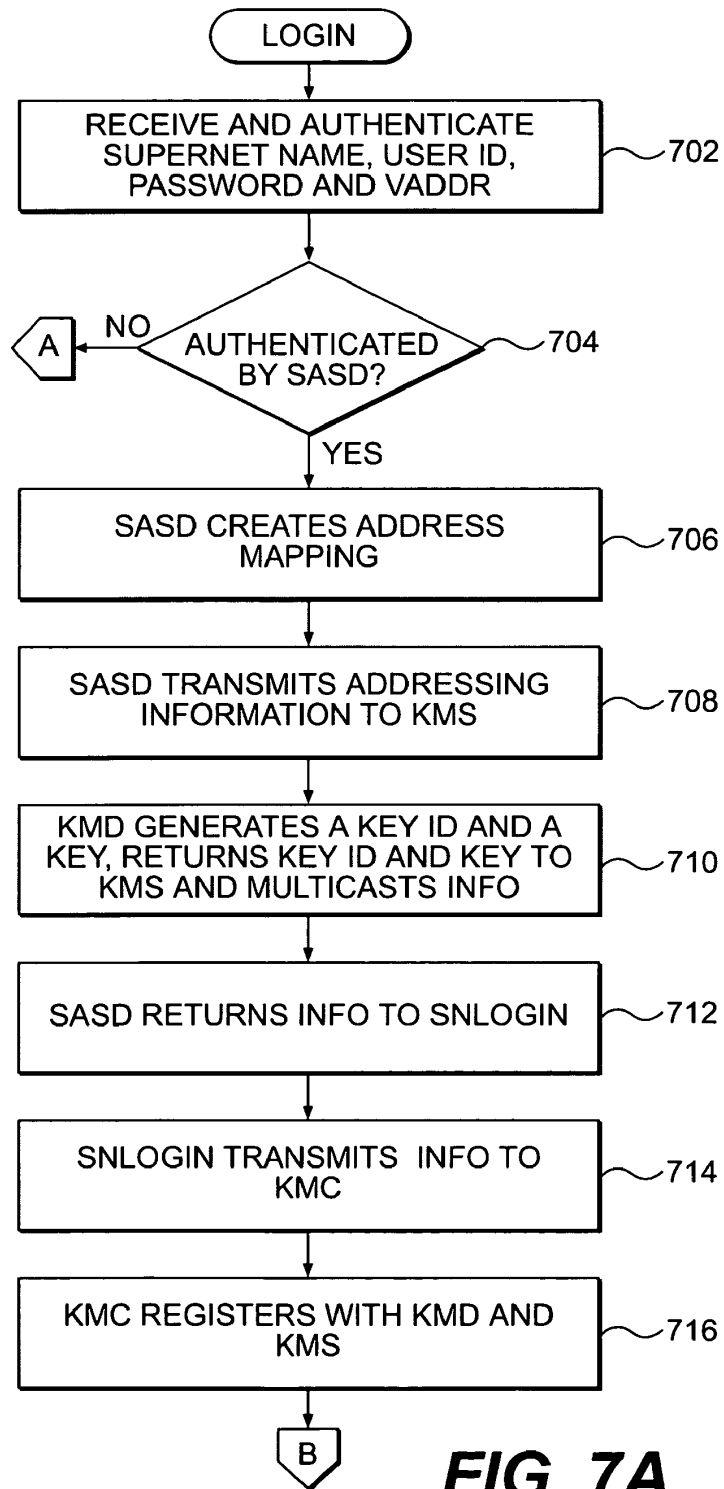 LOGIN
RECEIVE AND AUTHENTICATE
SUPERNET NAME, USER ID,
PASSWORD AND VADDR
702
NO
A
AUTHENTICATED
BY SASD?
704
YES
SASD CREATES ADDRESS
MAPPING
706
SASD TRANSMITS ADDRESSING
INFORMATION TO KMS
708
KMD GENERATES A KEY ID AND A
KEY, RETURNS KEY ID AND KEY TO
KMS AND MULTICASTS INFO
710
SASD RETURNS INFO TO SNLOGIN
712
SNLOGIN TRANSMITS INFO TO
KMC
714
KMC REGISTERS WITH KMD AND
KMS
716
B
FIG. 7A